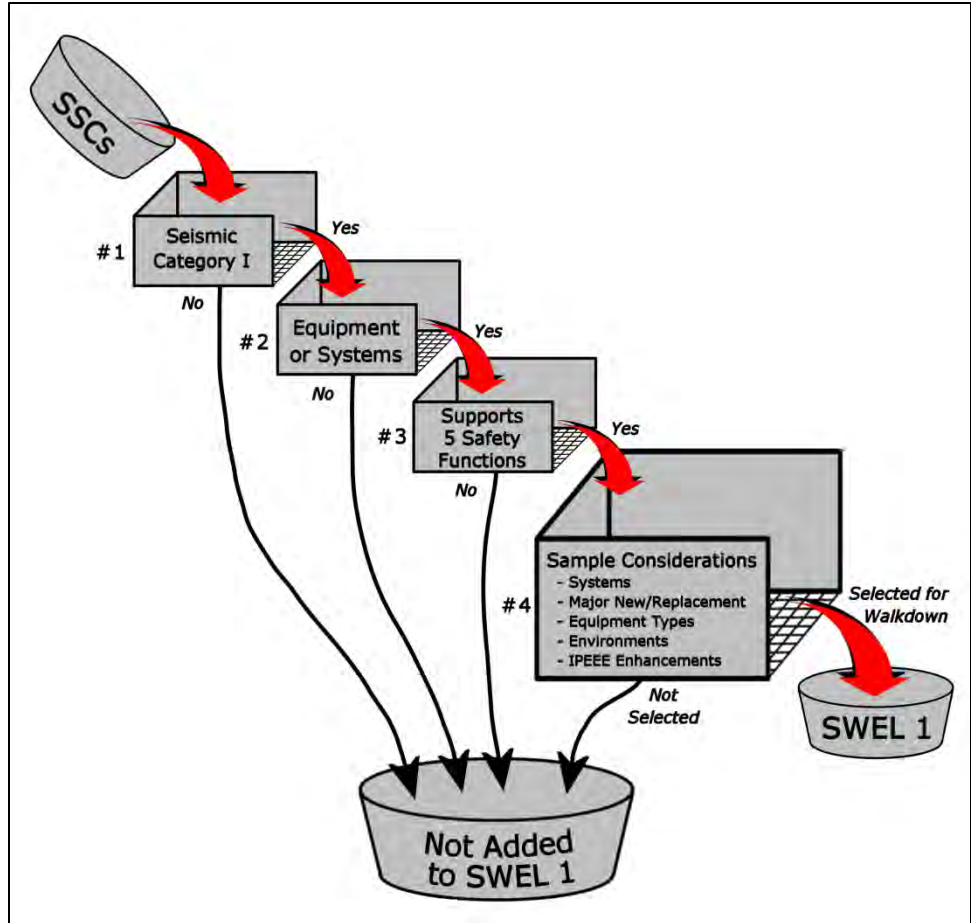 SSCs
#1
Seismic
Category I
Yes
No
#2
Equipment
or Systems
Yes
No
#3
Supports
5 Safety
Functions
Yes
No
#4
Sample Considerations
- Systems
- Major New/Replacement
- Equipment Types
- Environments
- IPEEE Enhancements
Selected for
Walkdown
Not
Selected
SWEL 1
Not Added
to SWEL 1